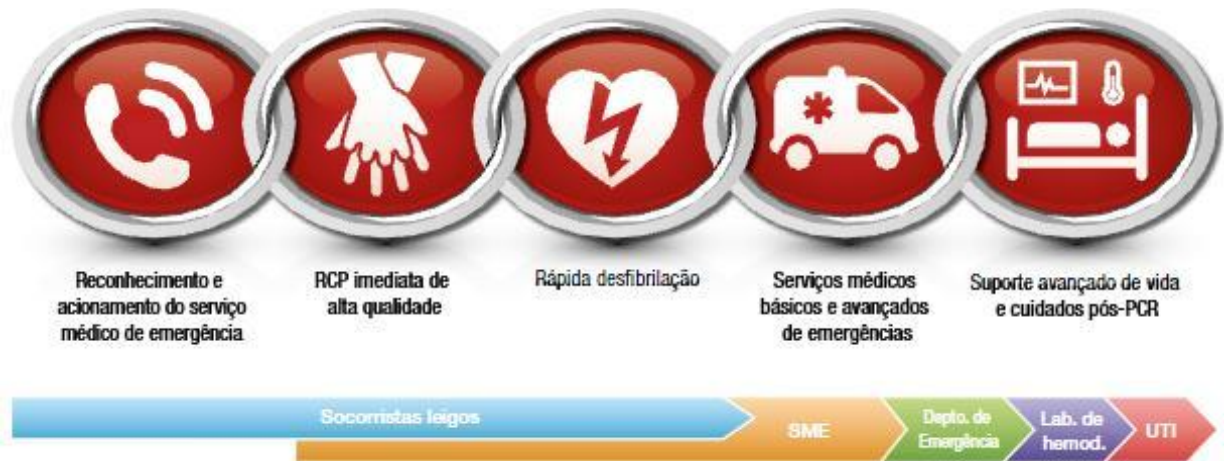 Reconhecimento e
acionamento do serviço
médico de emergência
RCP imediata de
alta qualidade
Rápida desfibrilação
Serviços médicos
básicos e avançados
de emergências
Suporte avançado de vida
e cuidados pós-PCR
Socorristas leigos
SME
Depto. de
Emergência
Lab. de
hemod.
UTI